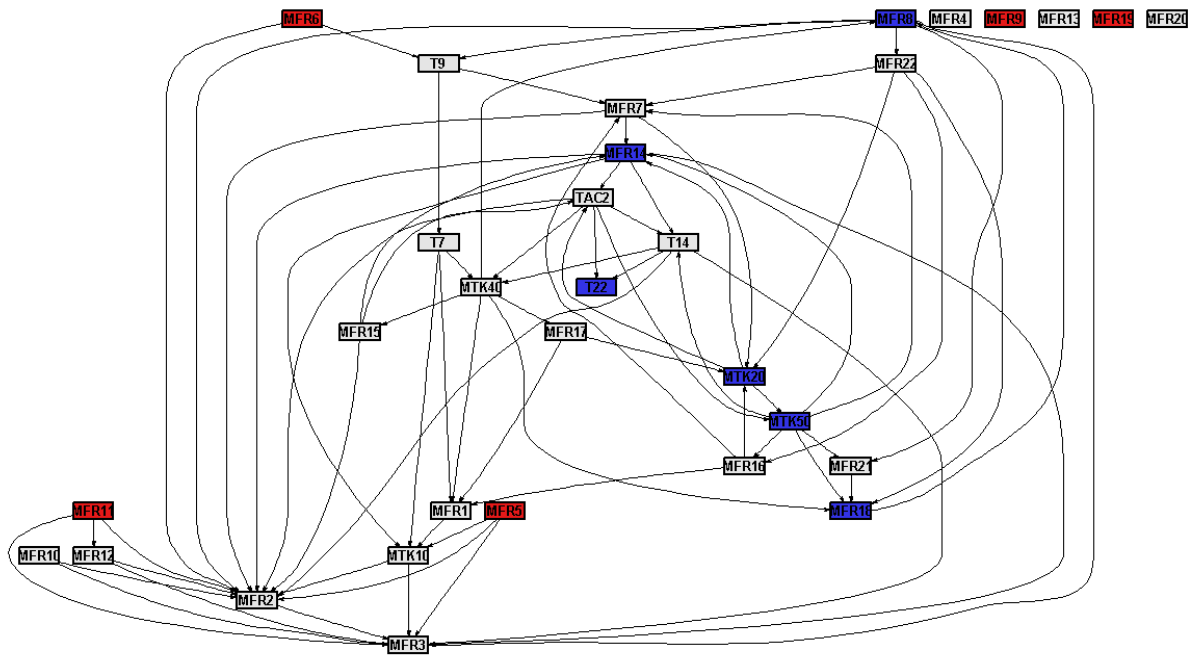 MFR6 MFR8 MFR4 MFR9 MFR13 MFR19 MFR20
T9 MFR22
MFR7
MFR14
TAC2
T7 T14
MTK40 T22
MFR15 MFR17
MTK20
MTK50
MFR16 MFR21
MFR11 MFR1 MFR5 MFR18
MFR10 MFR12 MTK10
MFR2
MFR3